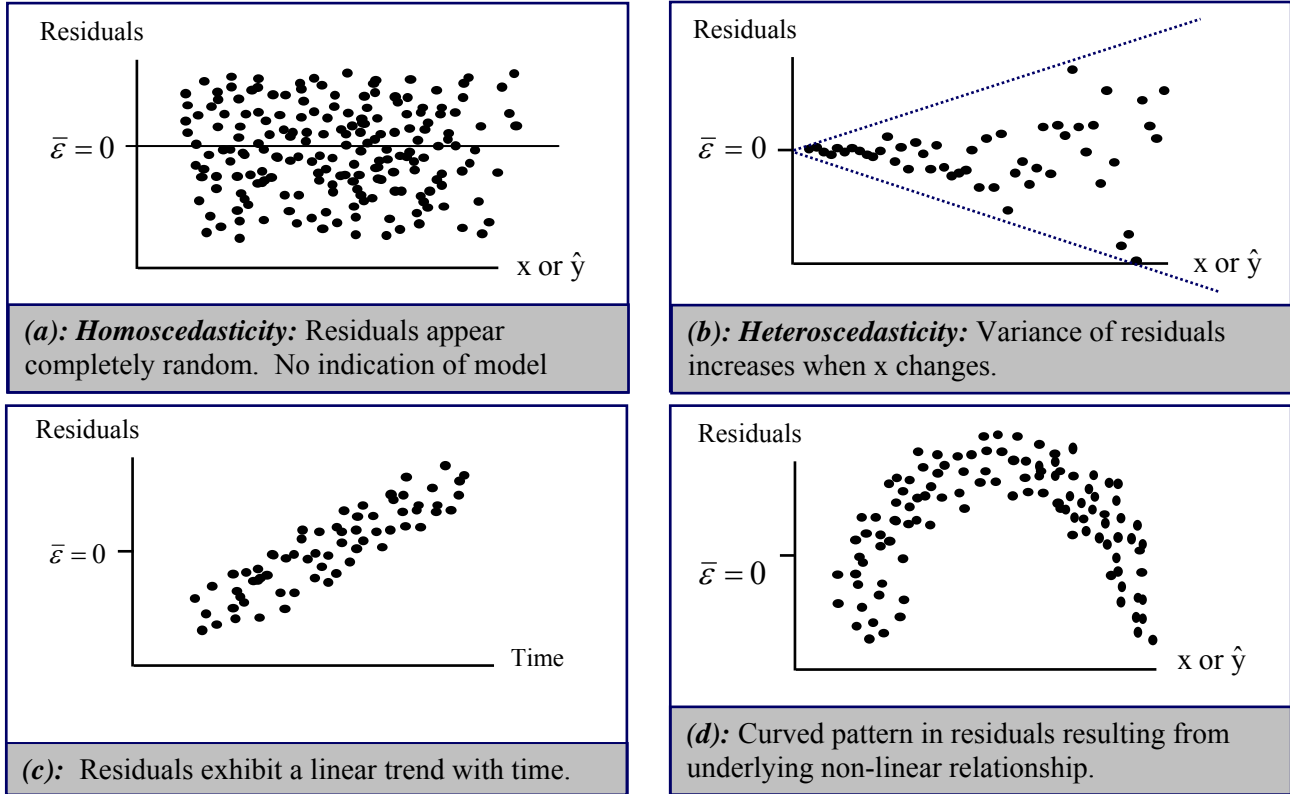 Residuals
ε̅ = 0
x or ŷ
(a): Homoscedasticity: Residuals appear
completely random. No indication of model
Residuals
ε̅ = 0
x or ŷ
(b): Heteroscedasticity: Variance of residuals
increases when x changes.
Residuals
ε̅ = 0
Time
(c): Residuals exhibit a linear trend with time.
Residuals
ε̅ = 0
x or ŷ
(d): Curved pattern in residuals resulting from
underlying non-linear relationship.